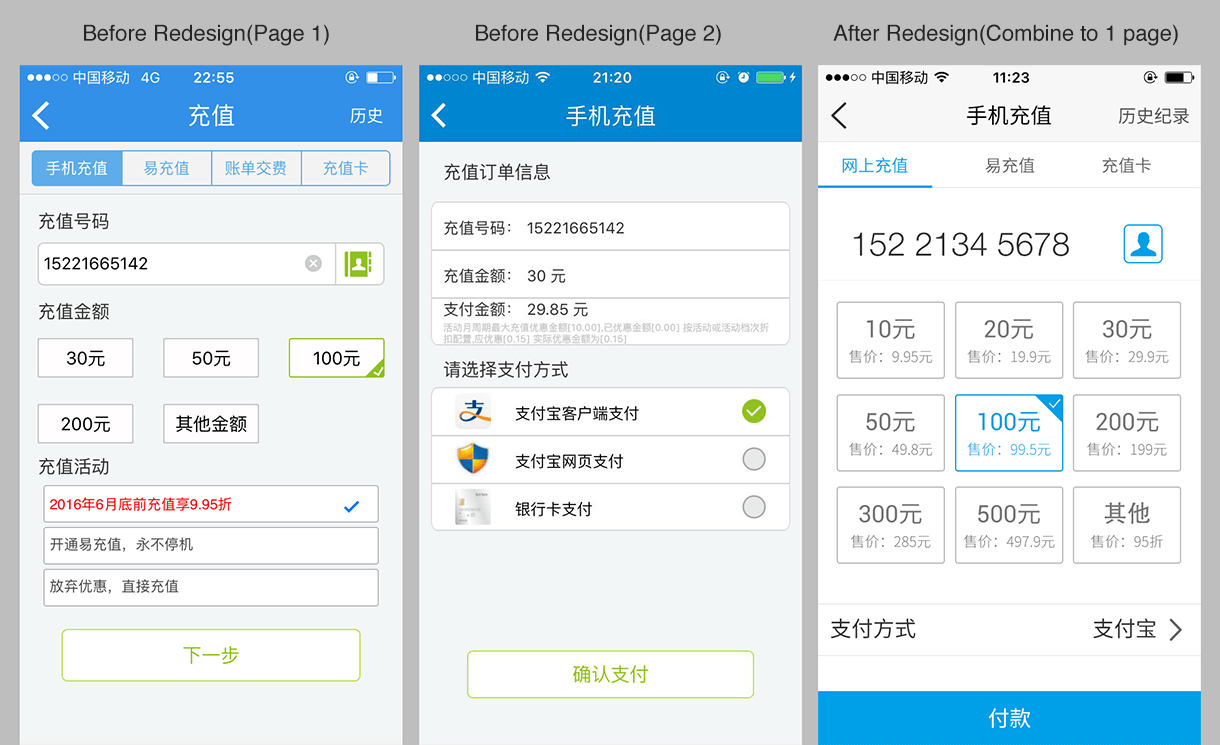 Before Redesign(Page 1)
中国移动 4G 22:55
充值
历史
手机充值 易充值 账单交费 充值卡
充值号码
15221665142
充值金额
30元 50元 100元
200元 其他金额
充值活动
2016年6月底前充值享9.95折
开通易充值，永不停机
放弃优惠，直接充值
下一步
Before Redesign(Page 2)
中国移动 21:20
手机充值
充值订单信息
充值号码： 15221665142
充值金额： 30 元
支付金额： 29.85 元
活动月周期最大充值优惠金额[10.00],已优惠金额[0.00] 按活动或活动档次折
扣配置,应优惠[0.15] 实际优惠金额为[0.15]
请选择支付方式
支付宝客户端支付
支付宝网页支付
银行卡支付
确认支付
After Redesign(Combine to 1 page)
中国移动 11:23
手机充值 历史纪录
网上充值 易充值 充值卡
152 2134 5678
10元 20元 30元
售价：9.95元 售价：19.9元 售价：29.9元
50元 100元 200元
售价：49.8元 售价：99.5元 售价：199元
300元 500元 其他
售价：285元 售价：497.9元 售价：95折
支付方式 支付宝
付款